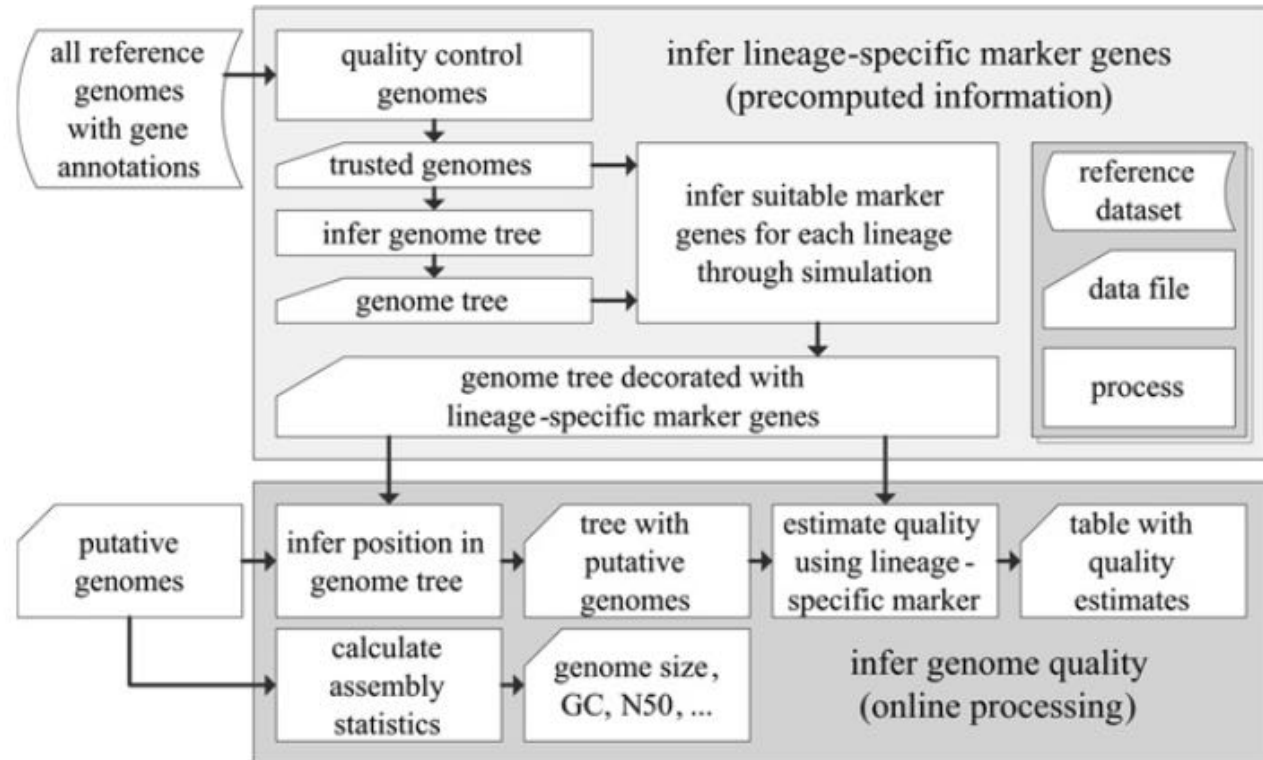 all reference
genomes
with gene
annotations
quality control
genomes
infer lineage-specific marker genes
(precomputed information)
trusted genomes
infer genome tree
genome tree
infer suitable marker
genes for each lineage
through simulation
reference
dataset
data file
process
genome tree decorated with
lineage-specific marker genes
putative
genomes
infer position in
genome tree
tree with
putative
genomes
estimate quality
using lineage-
specific marker
table with
quality
estimates
calculate
assembly
statistics
genome size,
GC, N50, ...
infer genome quality
(online processing)